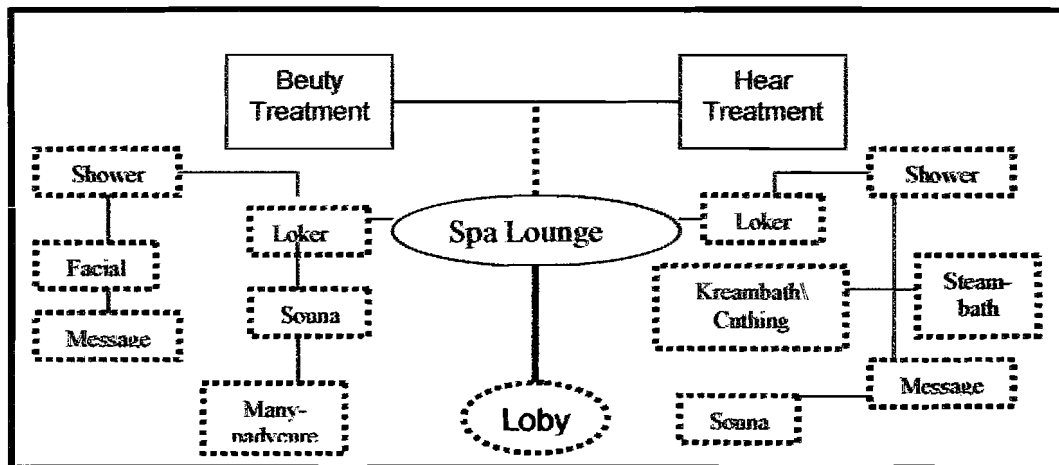 Beuty
Treatment
Hear
Treatment
Shower
Shower
Loker
Spa Lounge
Loker
Facial
Kreambath\
Cuthing
Steam-
bath
Souna
Message
Message
Many-
padycure
Loby
Souna